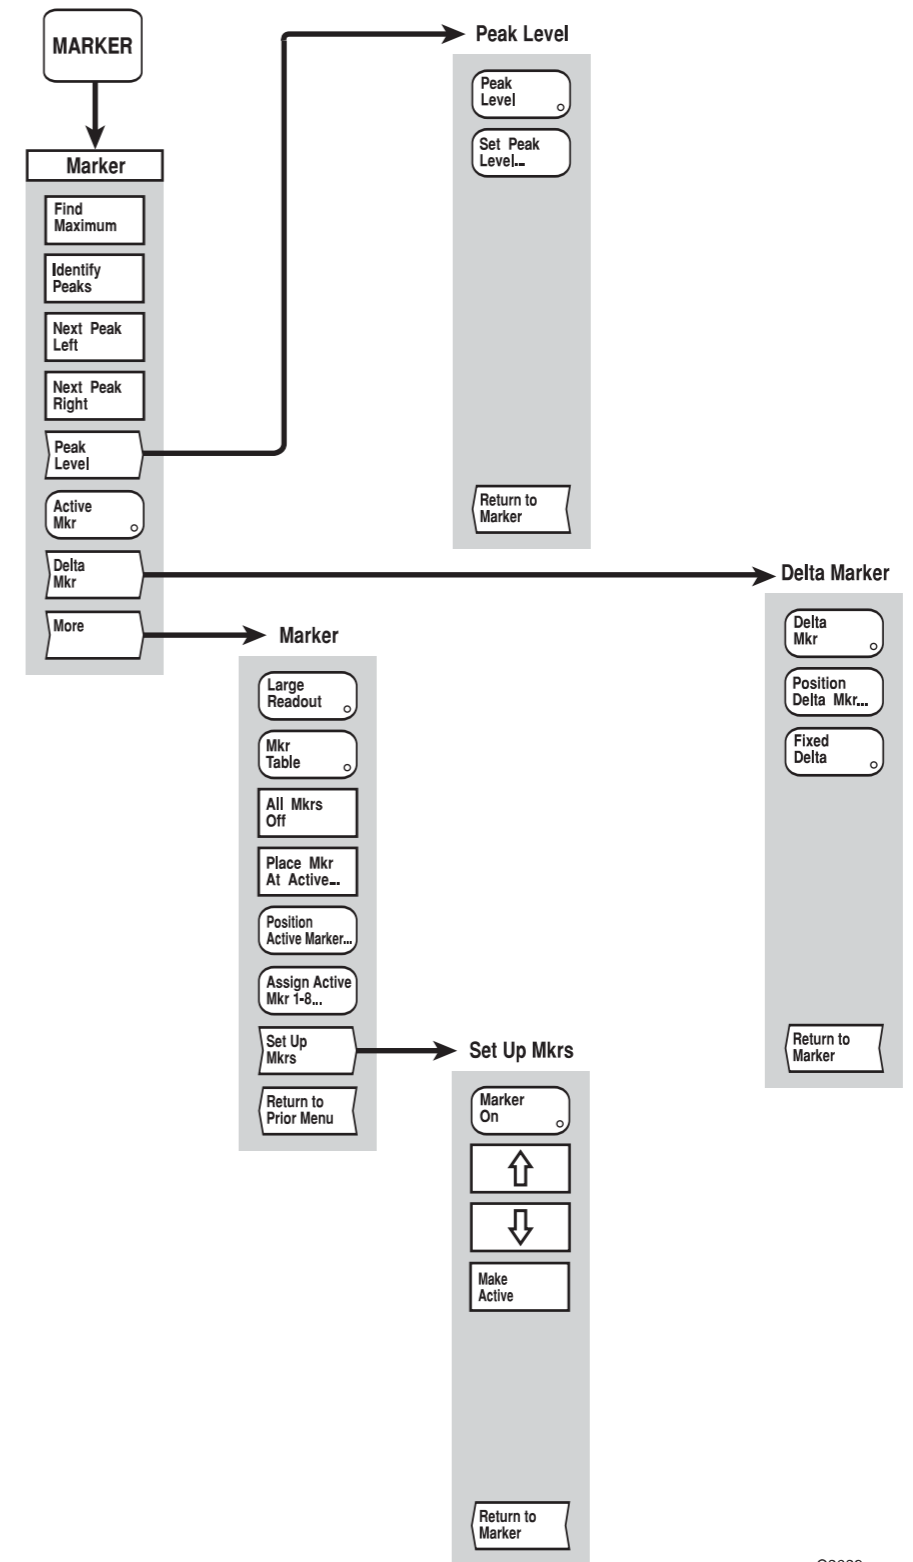 MARKER
Marker
Find
Maximum
Identify
Peaks
Next Peak
Left
Next Peak
Right
Peak
Level
Active
Mkr
Delta
Mkr
More
Peak Level
Peak
Level
Set Peak
Level...
Return to
Marker
Delta Marker
Delta
Mkr
Position
Delta Mkr...
Fixed
Delta
Return to
Marker
Marker
Large
Readout
Mkr
Table
All Mkrs
Off
Place Mkr
At Active...
Position
Active Marker...
Assign Active
Mkr 1-8...
Set Up
Mkrs
Return to
Prior Menu
Set Up Mkrs
Marker
On
Make
Active
Return to
Marker